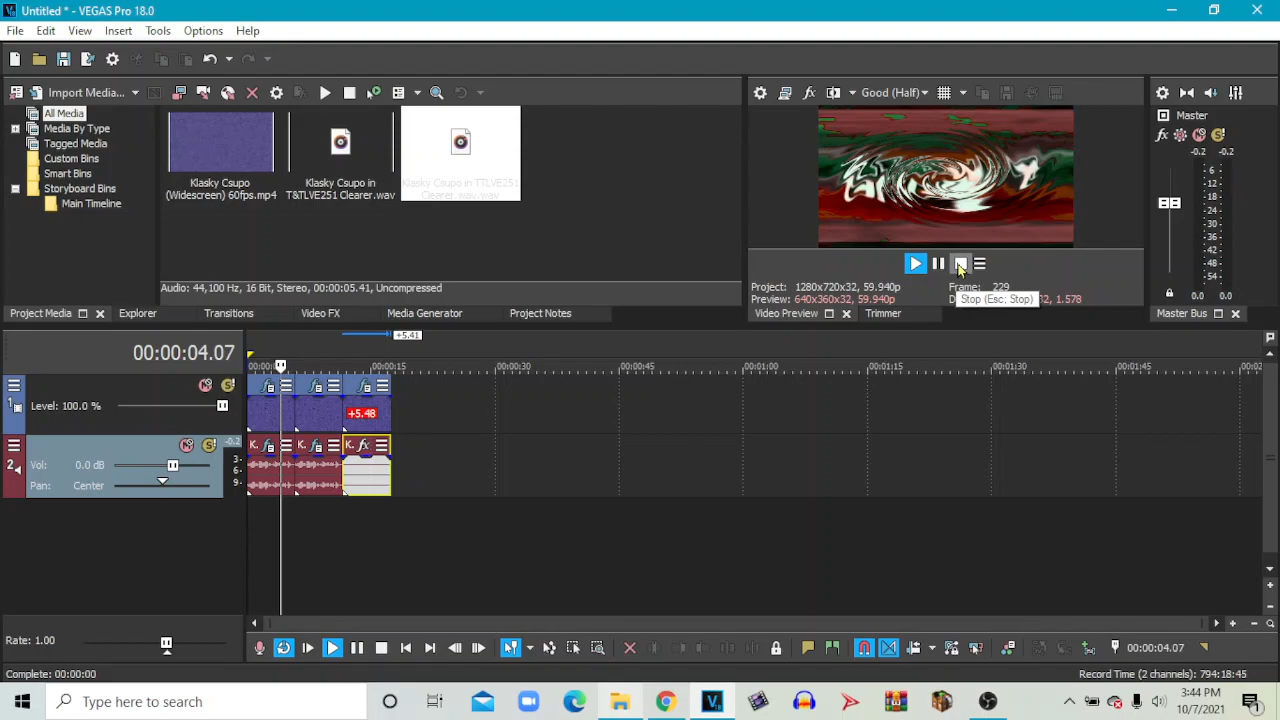 Untitled * - VEGAS Pro 18.0
File Edit View Insert Tools Options Help
Import Media...
Good (Half)
All Media
Media By Type
Tagged Media
Custom Bins
Smart Bins
Storyboard Bins
Main Timeline
Klasky Csupo
(Widescreen) 60fps.mp4
Klasky Csupo in
T&TLVE251 Clearer.wav
Klasky Csupo in TTLVE251
Clearer .wav.wav
Audio: 44,100 Hz, 16 Bit, Stereo, 00:00:05.41, Uncompressed
Project: 1280x720x32, 59.940p
Frame: 229
Preview: 640x360x32, 59.940p
32, 1.578
Stop (Esc; Stop)
Master
-0.2 -0.2
6
12
18
24
30
36
42
48
54
0.0 0.0
Project Media
Explorer
Transitions
Video FX
Media Generator
Project Notes
Video Preview
Trimmer
Master Bus
+5.41
00:00:04.07
00:00:15 00:00:30 00:00:45 00:01:00 00:01:15 00:01:30 00:01:45
1
Level: 100.0 %
+5.48
2
-0.2
K. K. K. fx
Vol: 0.0 dB
Pan: Center
3
6
9
Rate: 1.00
00:00:04.07
Complete: 00:00:00
Record Time (2 channels): 794:18:45
Type here to search
3:44 PM
10/7/2021
1